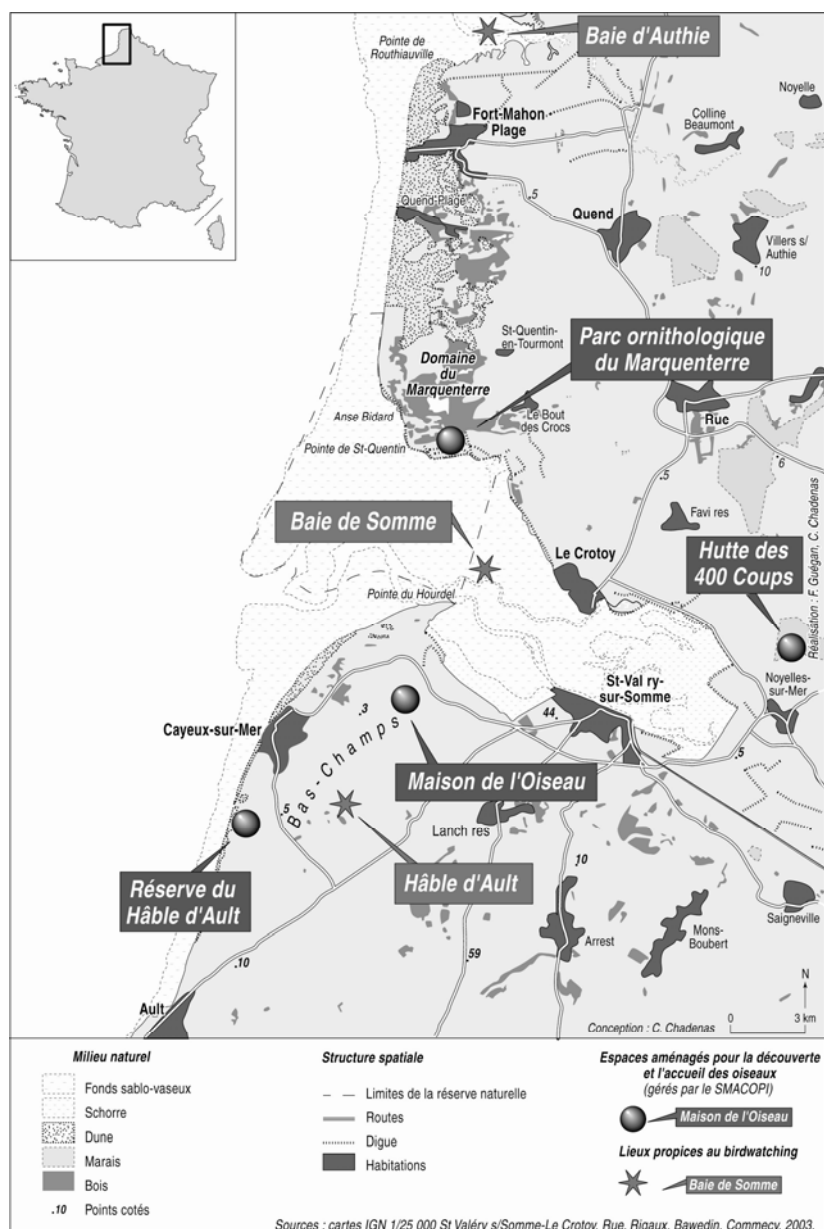 Baie d'Authie
Pointe de
Routhiauville
Noyelle
Fort-Mahon
Plage
Colline
Beaumont
.5
Quend-Plage
Quend
Villers s/
Authie
.10
Parc ornithologique
du Marquenterre
St-Quentin-
en-Tourmont
Domaine
du
Marquenterre
Anse Bidard
Le Bout
des Crocs
Rue
Pointe de St-Quentin
.6
.5
Favi res
Baie de Somme
Le Crotoy
Hutte des
400 Coups
Pointe du Hourdel
Réalisation : F. Guégan, C. Chadenas
St-Val ry-
sur-Somme
Noyelles-
sur-Mer
.3
44.
Cayeux-sur-Mer
Bas-Champs
.5
Maison de l'Oiseau
.5
Lanch res
Réserve du
Hâble d'Ault
Hâble d'Ault
.10
Saigneville
Arrest
Mons-
Boubert
.59
.10
N
Ault
0 3 km
Conception : C. Chadenas
Milieu naturel
Fonds sablo-vaseux
Schorre
Dune
Marais
Bois
.10 Points cotés
Structure spatiale
Limites de la réserve naturelle
Routes
Digue
Habitations
Espaces aménagés pour la découverte
et l'accueil des oiseaux
(gérés par le SMACOPI)
Maison de l'Oiseau
Lieux propices au birdwatching
Baie de Somme
Sources : cartes IGN 1/25 000 St Valéry s/Somme-Le Crotoy, Rue, Rigaux, Bawedin, Commecy, 2003.